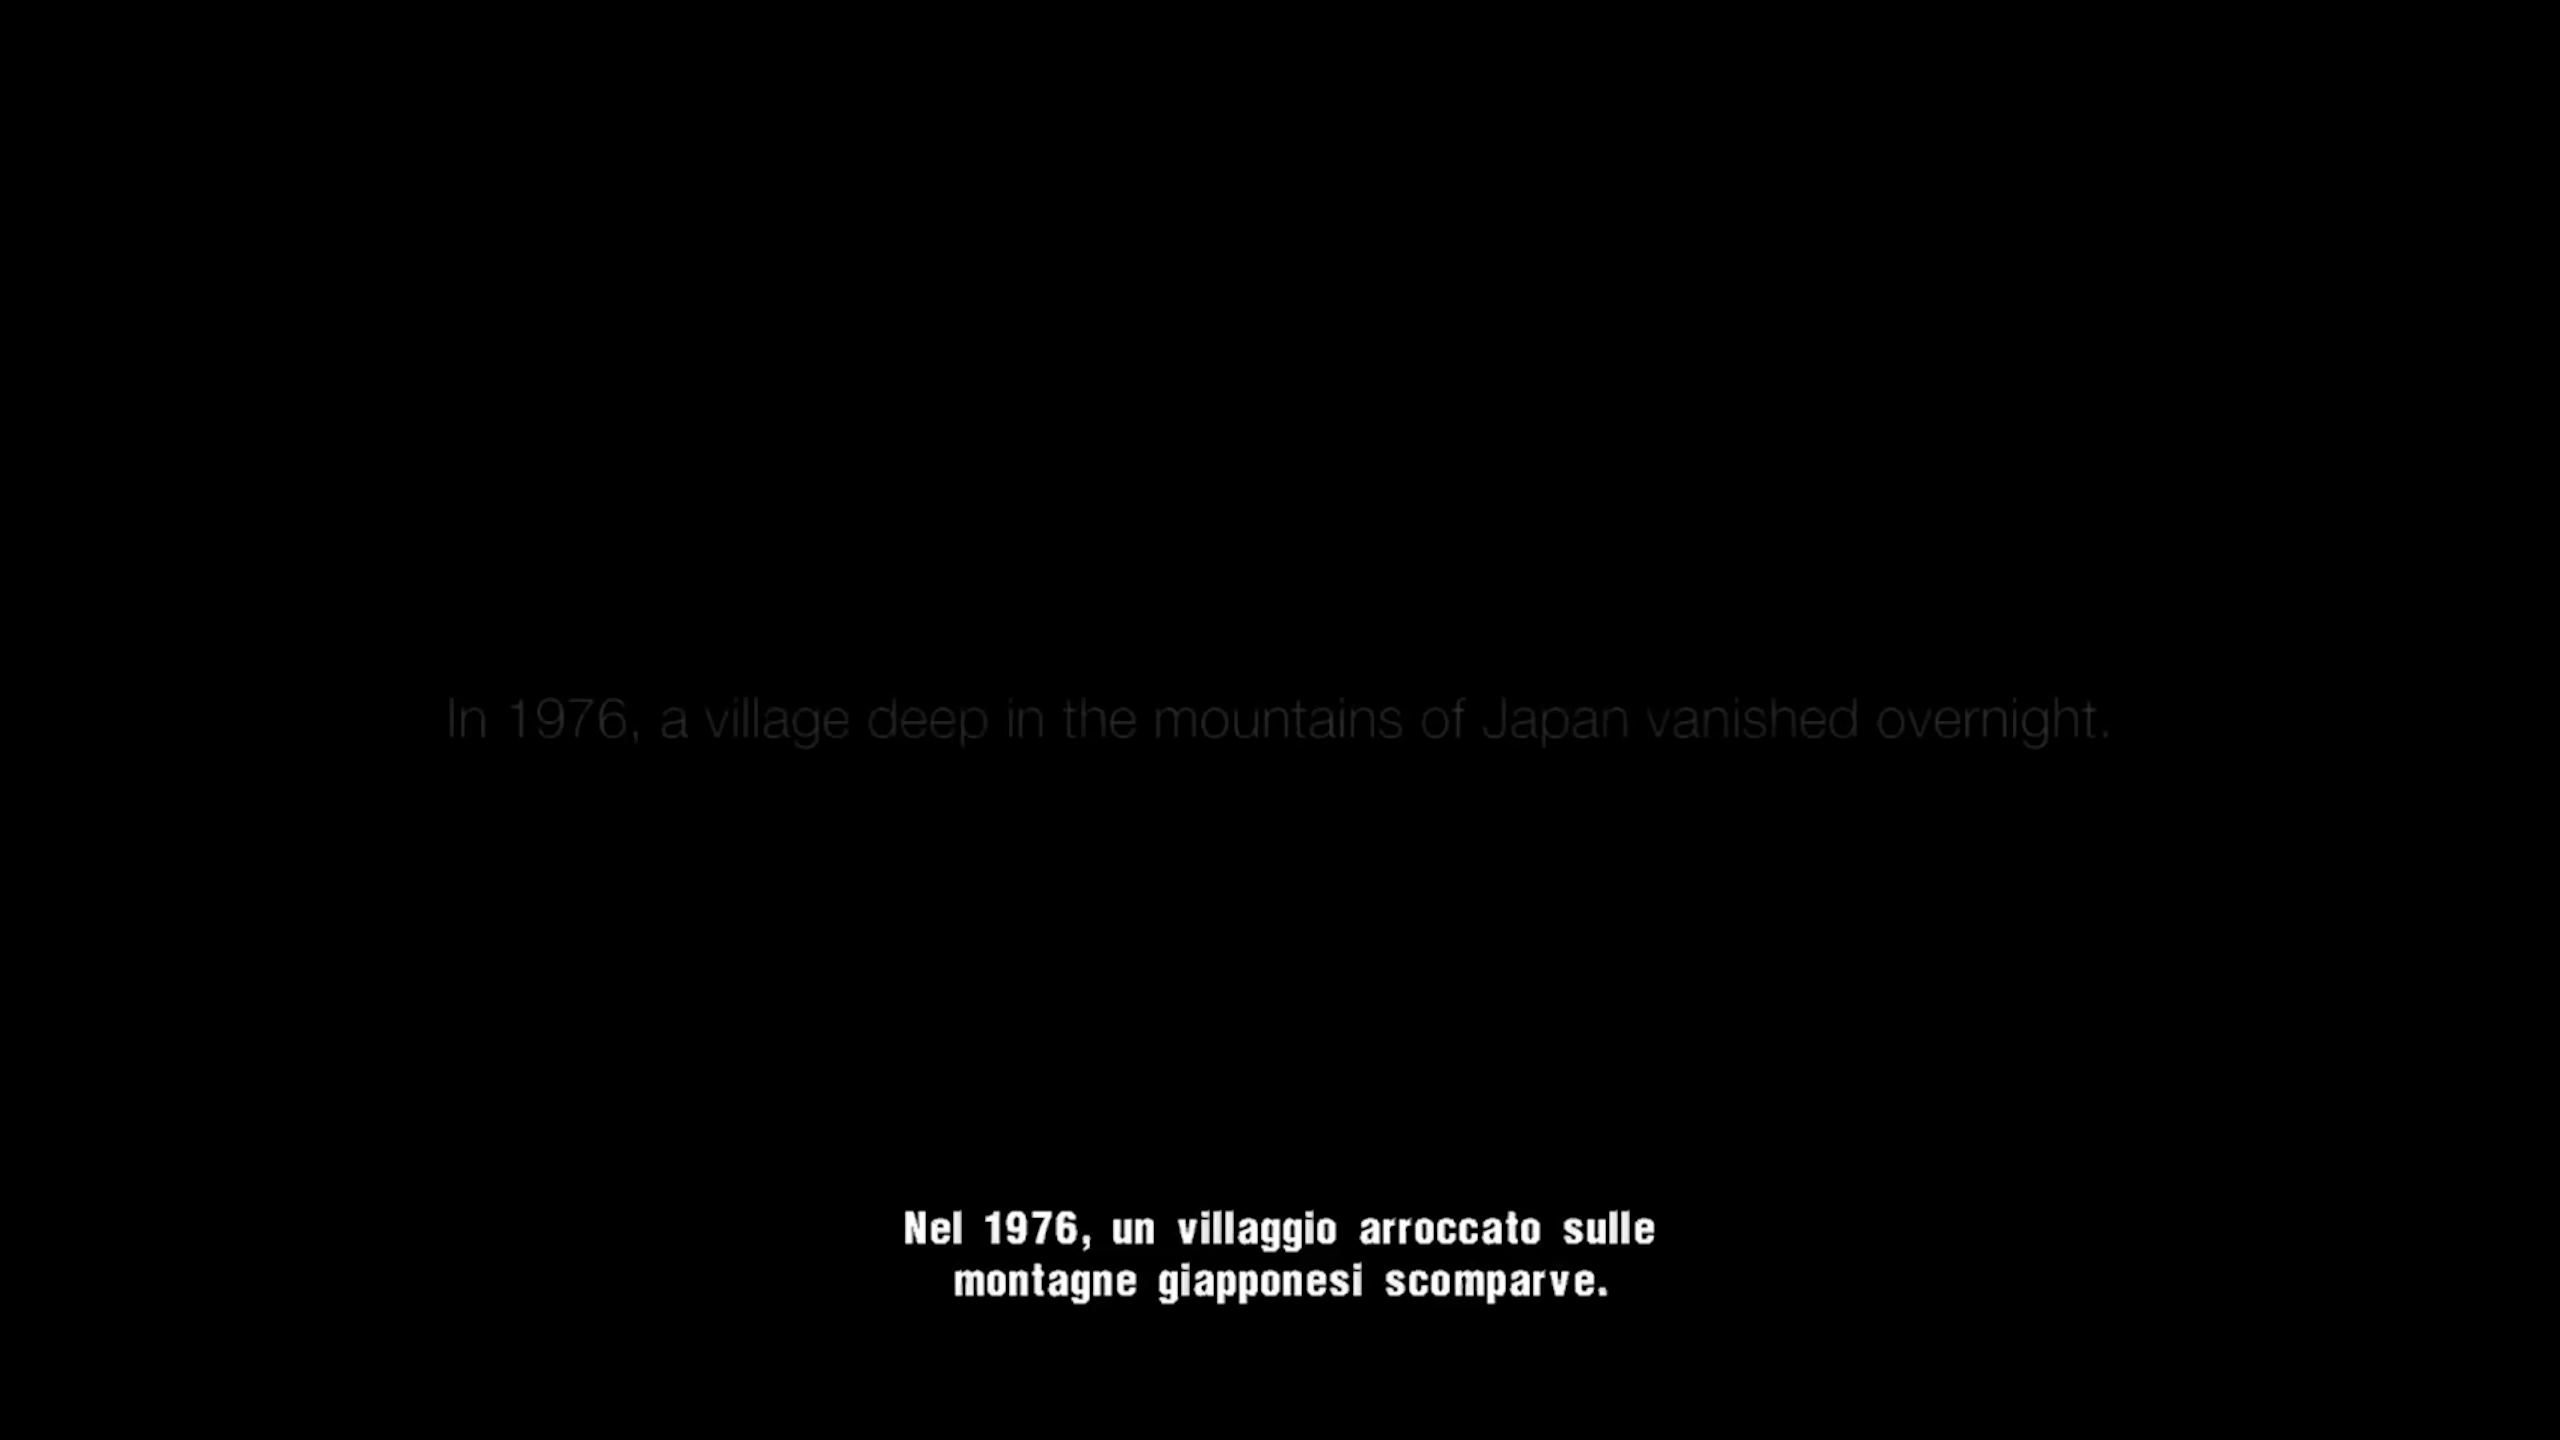 In 1976, a village deep in the mountains of Japan vanished overnight.
Nel 1976, un villaggio arroccato sulle
montagne giapponesi scomparve.